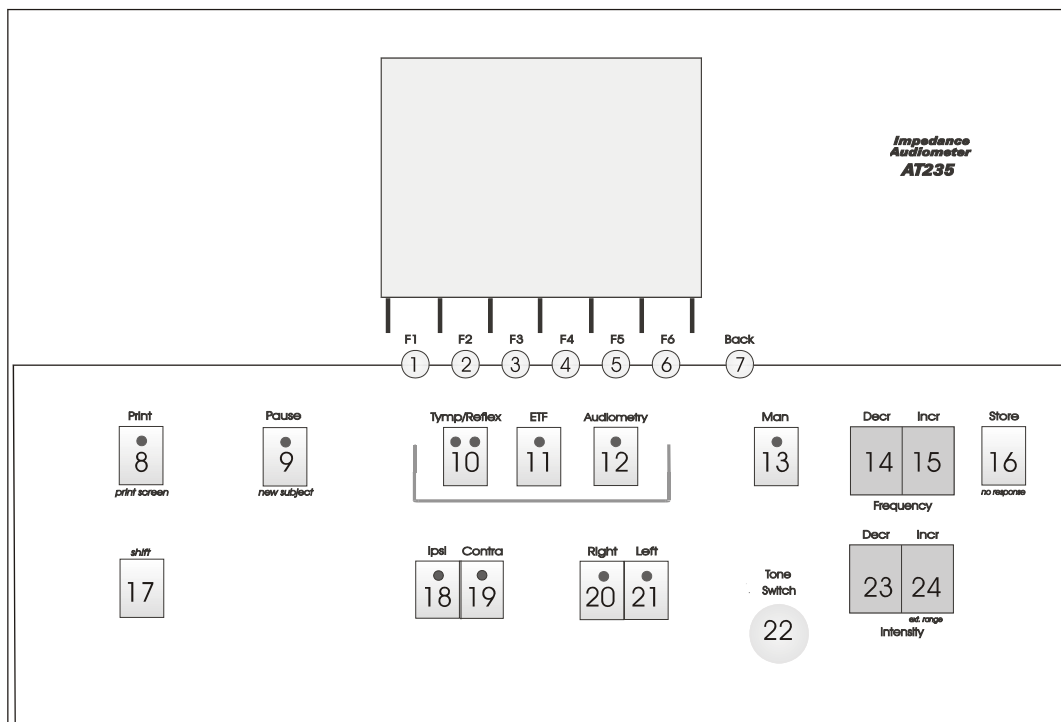 Impedance
Audiometer
AT235
F1 F2 F3 F4 F5 F6 Back
1 2 3 4 5 6 7
Print Pause Tymp/Reflex ETF Audiometry Man Decr Incr Store
8 9 10 11 12 13 14 15 16
print screen new subject no response
Frequency
shift Ipsi Contra Right Left Decr Incr
Tone
Switch
17 18 19 20 21 22 23 24
ext. range
Intensity